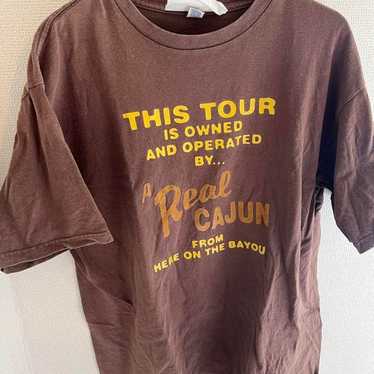 THIS TOUR
IS OWNED
AND OPERATED
BY...
A Real
CAJUN
FROM
HERE ON THE BAYOU